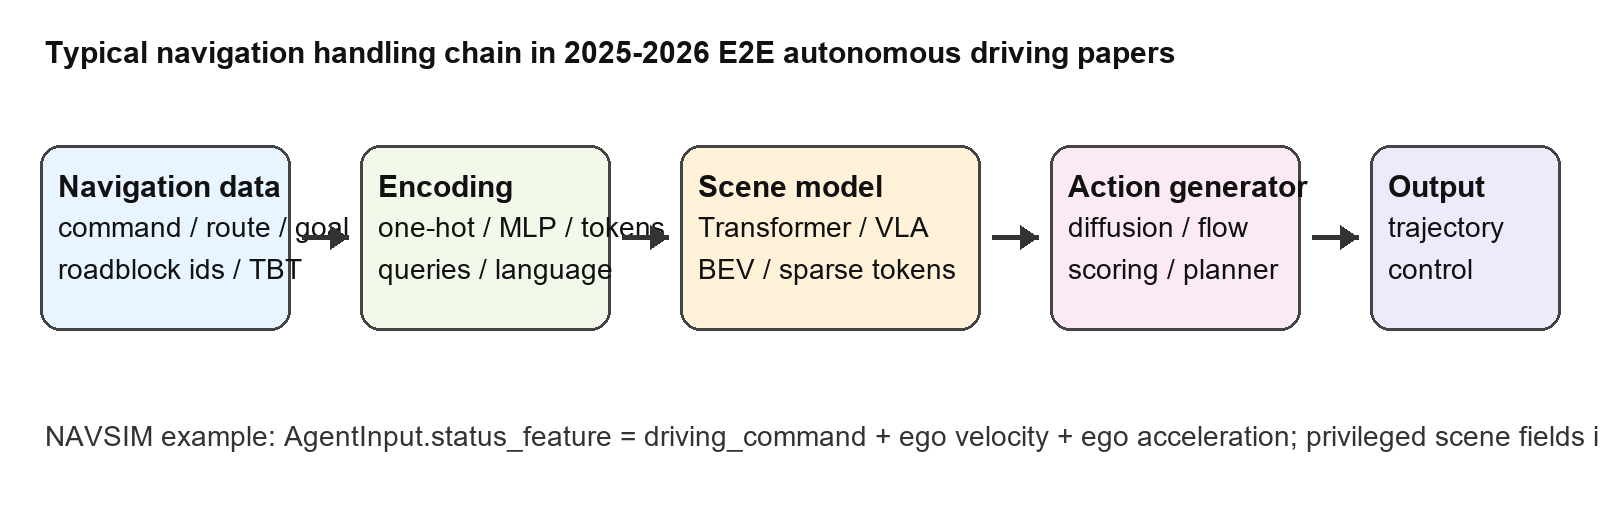 Typical navigation handling chain in 2025-2026 E2E autonomous driving papers
Navigation data
command / route / goal
roadblock ids / TBT
Encoding
one-hot / MLP / tokens
queries / language
Scene model
Transformer / VLA
BEV / sparse tokens
Action generator
diffusion / flow
scoring / planner
Output
trajectory
control
NAVSIM example: AgentInput.status_feature = driving_command + ego velocity + ego acceleration; privileged scene fields